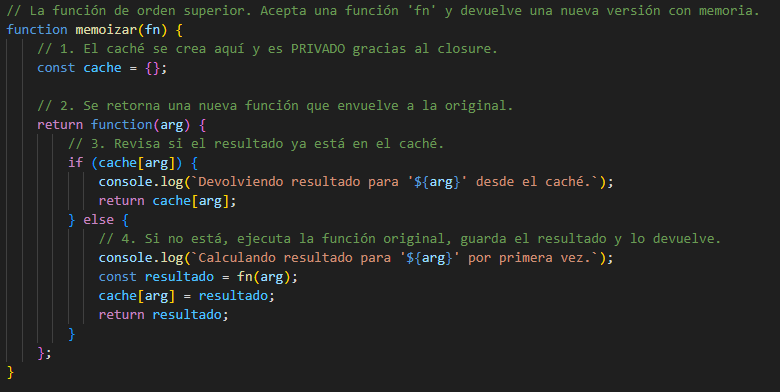 // La función de orden superior. Acepta una función 'fn' y devuelve una nueva versión con memoria.
function memoizar(fn) {
    // 1. El caché se crea aquí y es PRIVADO gracias al closure.
    const cache = {};

    // 2. Se retorna una nueva función que envuelve a la original.
    return function(arg) {
        // 3. Revisa si el resultado ya está en el caché.
        if (cache[arg]) {
            console.log(`Devolviendo resultado para '${arg}' desde el caché.`);
            return cache[arg];
        } else {
            // 4. Si no está, ejecuta la función original, guarda el resultado y lo devuelve.
            console.log(`Calculando resultado para '${arg}' por primera vez.`);
            const resultado = fn(arg);
            cache[arg] = resultado;
            return resultado;
        }
    };
}